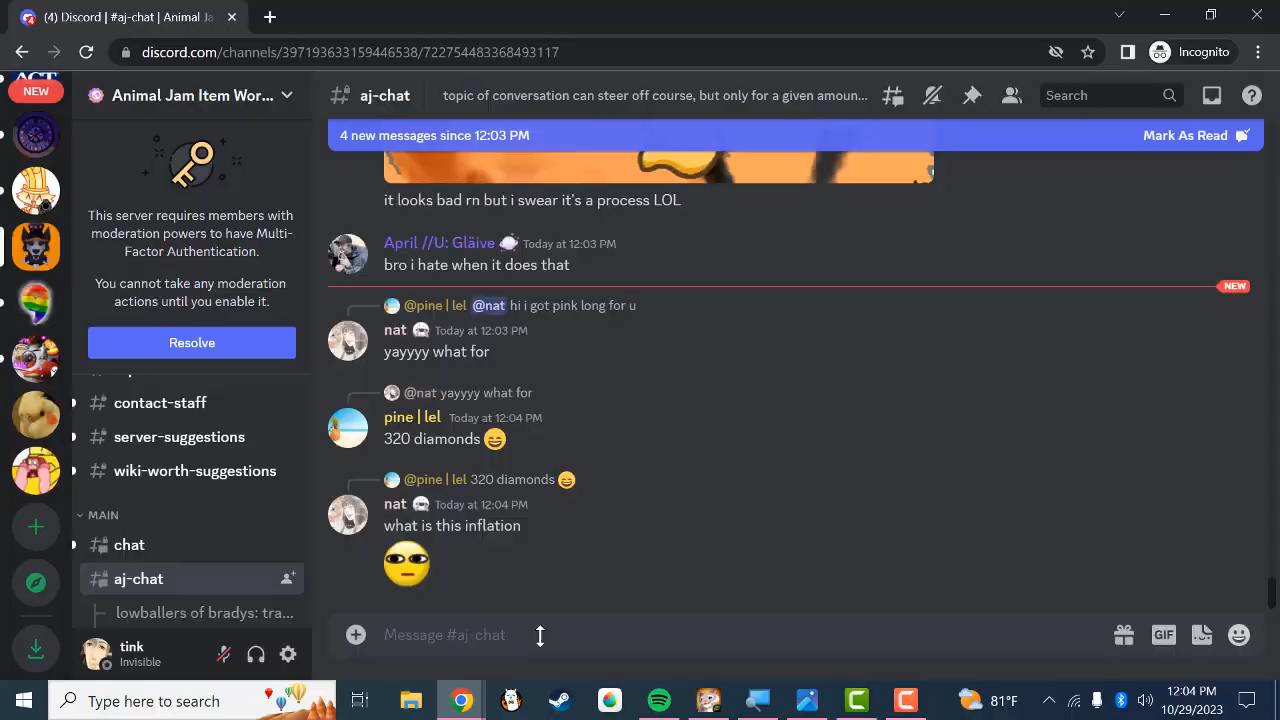 (4) Discord | #aj-chat | Animal Ja
discord.com/channels/397193633159446538/722754483368493117
Incognito
ACT
NEW
Animal Jam Item Wor...
This server requires members with
moderation powers to have Multi-
Factor Authentication.
You cannot take any moderation
actions until you enable it.
Resolve
contact-staff
server-suggestions
wiki-worth-suggestions
MAIN
chat
aj-chat
lowballers of bradys: tra...
tink
Invisible
aj-chat
topic of conversation can steer off course, but only for a given amoun...
Search
4 new messages since 12:03 PM
Mark As Read
it looks bad rn but i swear it's a process LOL
April //U: Gläive Today at 12:03 PM
bro i hate when it does that
NEW
@pine | lel @nat hi i got pink long for u
nat Today at 12:03 PM
yayyyy what for
@nat yayyyy what for
pine | lel Today at 12:04 PM
320 diamonds
@pine | lel 320 diamonds
nat Today at 12:04 PM
what is this inflation
Message #aj-chat
GIF
Type here to search
81°F
12:04 PM
10/29/2023